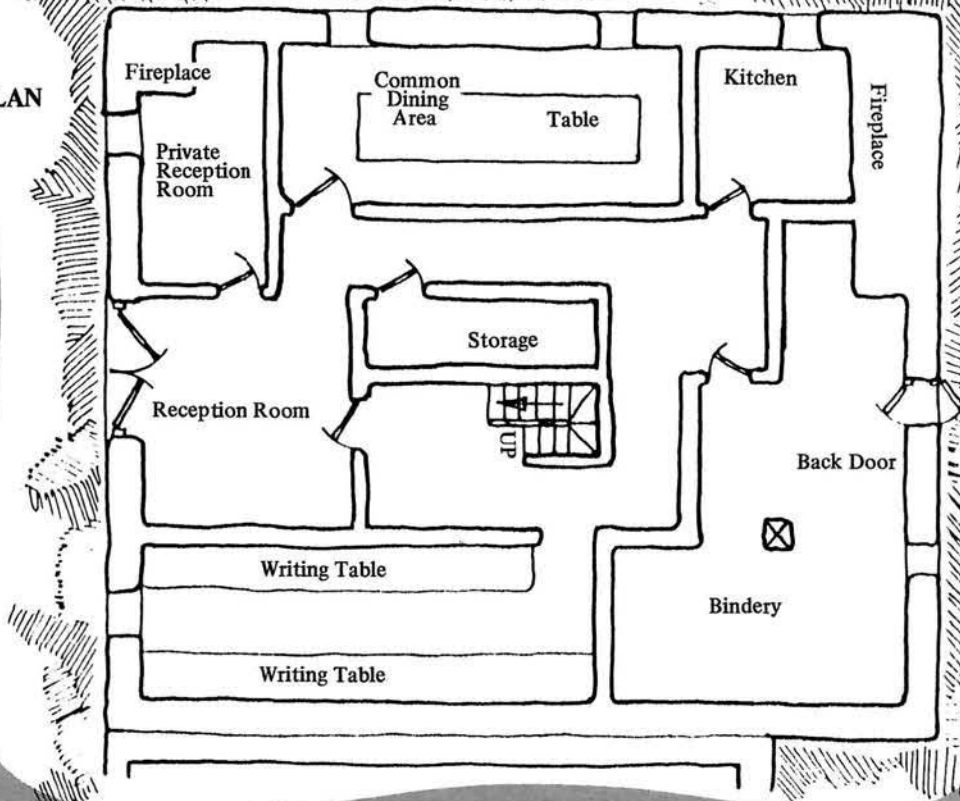 LAN
Fireplace
Common
Dining
Area
Table
Kitchen
Fireplace
Private
Reception
Room
Storage
Reception Room
UP
Back Door
Writing Table
Bindery
Writing Table